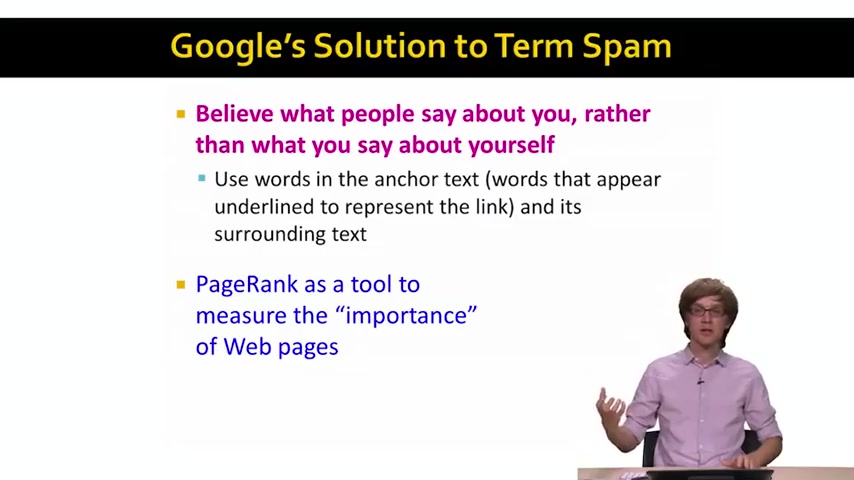 Google's Solution to Term Spam
Believe what people say about you, rather
than what you say about yourself
Use words in the anchor text (words that appear
underlined to represent the link) and its
surrounding text
PageRank as a tool to
measure the “importance”
of Web pages